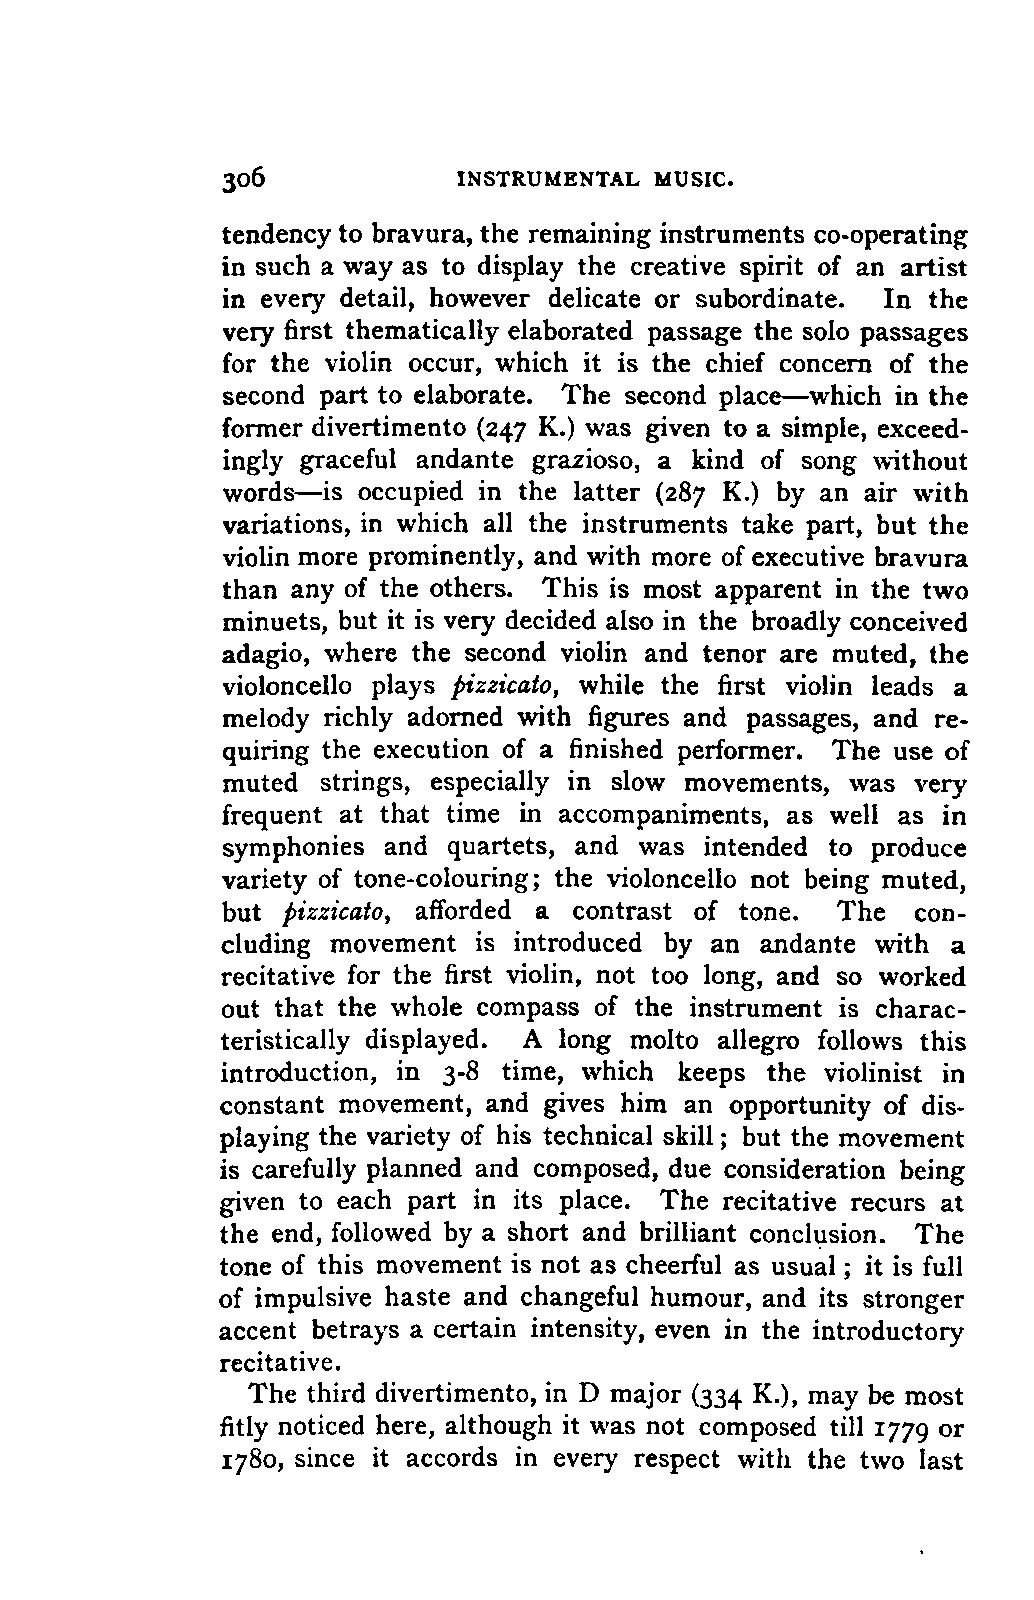 306 INSTRUMENTAL MUSIC.
tendency to bravura, the remaining instruments co-operating
in such a way as to display the creative spirit of an artist
in every detail, however delicate or subordinate. In the
very first thematically elaborated passage the solo passages
for the violin occur, which it is the chief concern of the
second part to elaborate. The second place—which in the
former divertimento (247 K.) was given to a simple, exceed-
ingly graceful andante grazioso, a kind of song without
words—is occupied in the latter (287 K.) by an air with
variations, in which all the instruments take part, but the
violin more prominently, and with more of executive bravura
than any of the others. This is most apparent in the two
minuets, but it is very decided also in the broadly conceived
adagio, where the second violin and tenor are muted, the
violoncello plays pizzicato, while the first violin leads a
melody richly adorned with figures and passages, and re-
quiring the execution of a finished performer. The use of
muted strings, especially in slow movements, was very
frequent at that time in accompaniments, as well as in
symphonies and quartets, and was intended to produce
variety of tone-colouring; the violoncello not being muted,
but pizzicato, afforded a contrast of tone. The con-
cluding movement is introduced by an andante with a
recitative for the first violin, not too long, and so worked
out that the whole compass of the instrument is charac-
teristically displayed. A long molto allegro follows this
introduction, in 3-8 time, which keeps the violinist in
constant movement, and gives him an opportunity of dis-
playing the variety of his technical skill; but the movement
is carefully planned and composed, due consideration being
given to each part in its place. The recitative recurs at
the end, followed by a short and brilliant conclusion. The
tone of this movement is not as cheerful as usual; it is full
of impulsive haste and changeful humour, and its stronger
accent betrays a certain intensity, even in the introductory
recitative.
The third divertimento, in D major (334 K.), may be most
fitly noticed here, although it was not composed till 1779 or
1780, since it accords in every respect with the two last